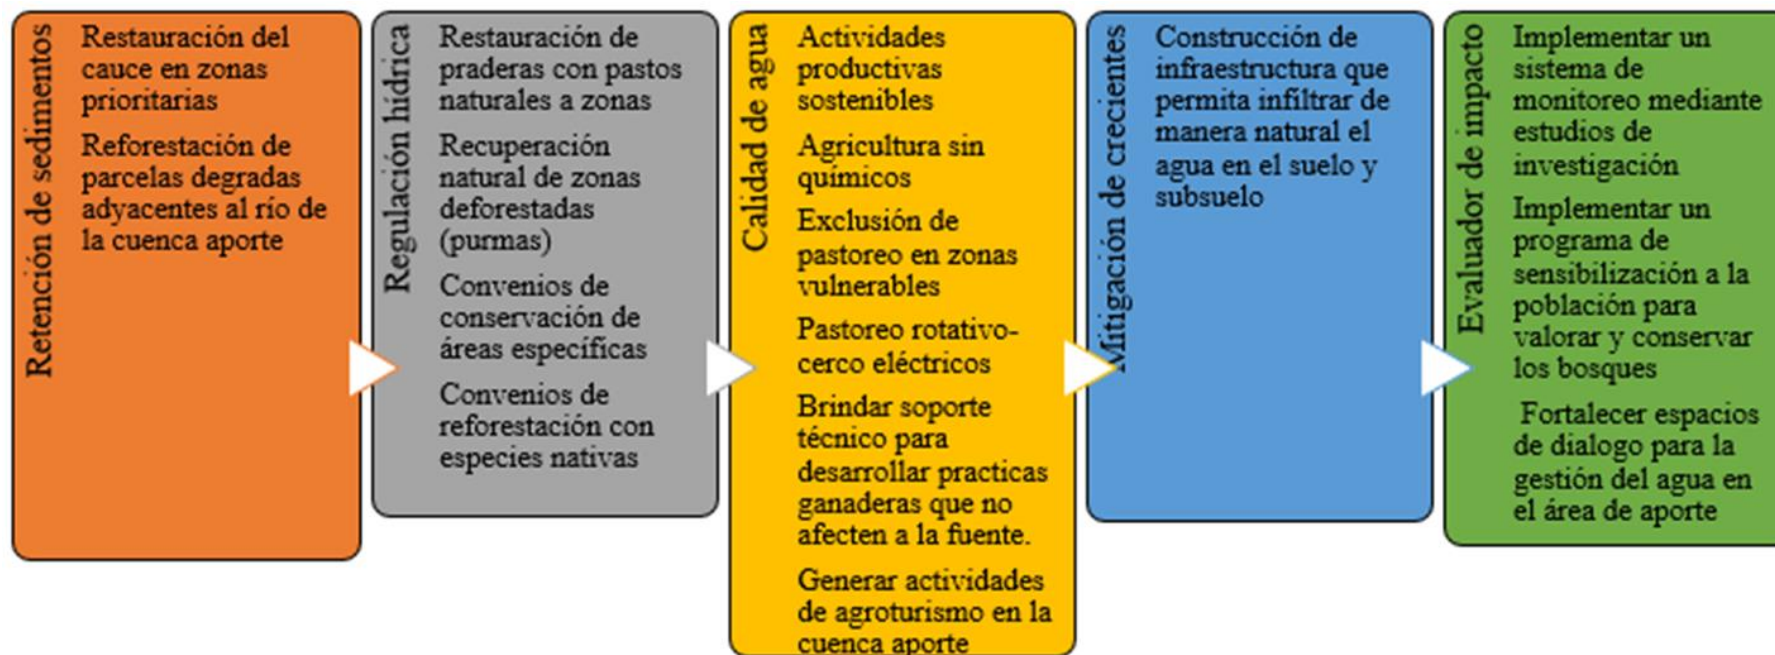 Retención de sedimentos
Restauración del
cauce en zonas
prioritarias
Reforestación de
parcelas degradas
adyacentes al río de
la cuenca aporte
Regulación hídrica
Restauración de
praderas con pastos
naturales a zonas
Recuperación
natural de zonas
deforestadas
(purmas)
Convenios de
conservación de
áreas específicas
Convenios de
reforestación con
especies nativas
Calidad de agua
Actividades
productivas
sostenibles
Agricultura sin
químicos
Exclusión de
pastoreo en zonas
vulnerables
Pastoreo rotativo-
cerco eléctricos
Brindar soporte
técnico para
desarrollar practicas
ganaderas que no
afecten a la fuente.
Generar actividades
de agroturismo en la
cuenca aporte
Mitigación de crecientes
Construcción de
infraestructura que
permita infiltrar de
manera natural el
agua en el suelo y
subsuelo
Evaluador de impacto
Implementar un
sistema de
monitoreo mediante
estudios de
investigación
Implementar un
programa de
sensibilización a la
población para
valorar y conservar
los bosques
Fortalecer espacios
de dialogo para la
gestión del agua en
el área de aporte